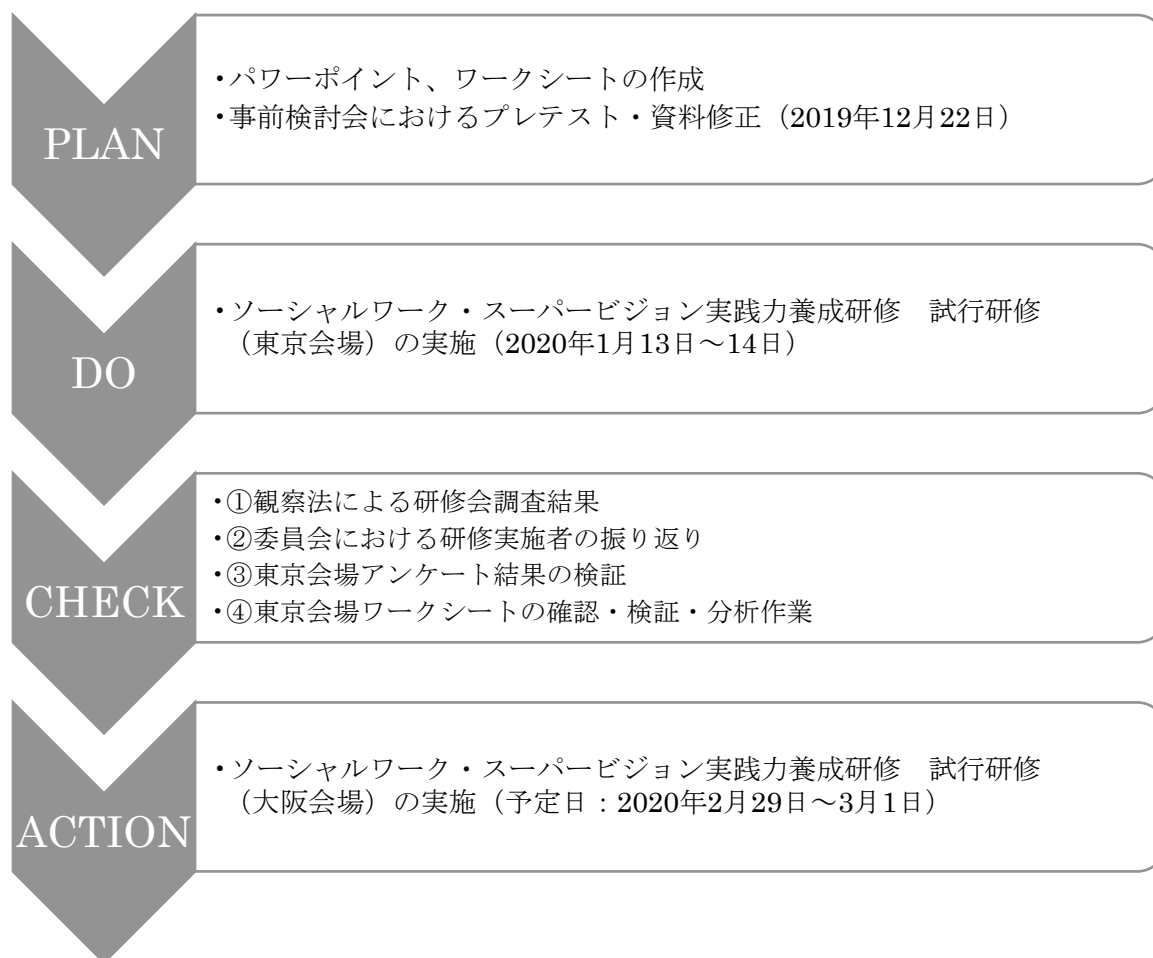 PLAN
・パワーポイント、ワークシートの作成
・事前検討会におけるプレテスト・資料修正（2019年12月22日）
DO
・ソーシャルワーク・スーパービジョン実践力養成研修　試行研修
（東京会場）の実施（2020年1月13日～14日）
CHECK
・①観察法による研修会調査結果
・②委員会における研修実施者の振り返り
・③東京会場アンケート結果の検証
・④東京会場ワークシートの確認・検証・分析作業
ACTION
・ソーシャルワーク・スーパービジョン実践力養成研修　試行研修
（大阪会場）の実施（予定日：2020年2月29日～3月1日）